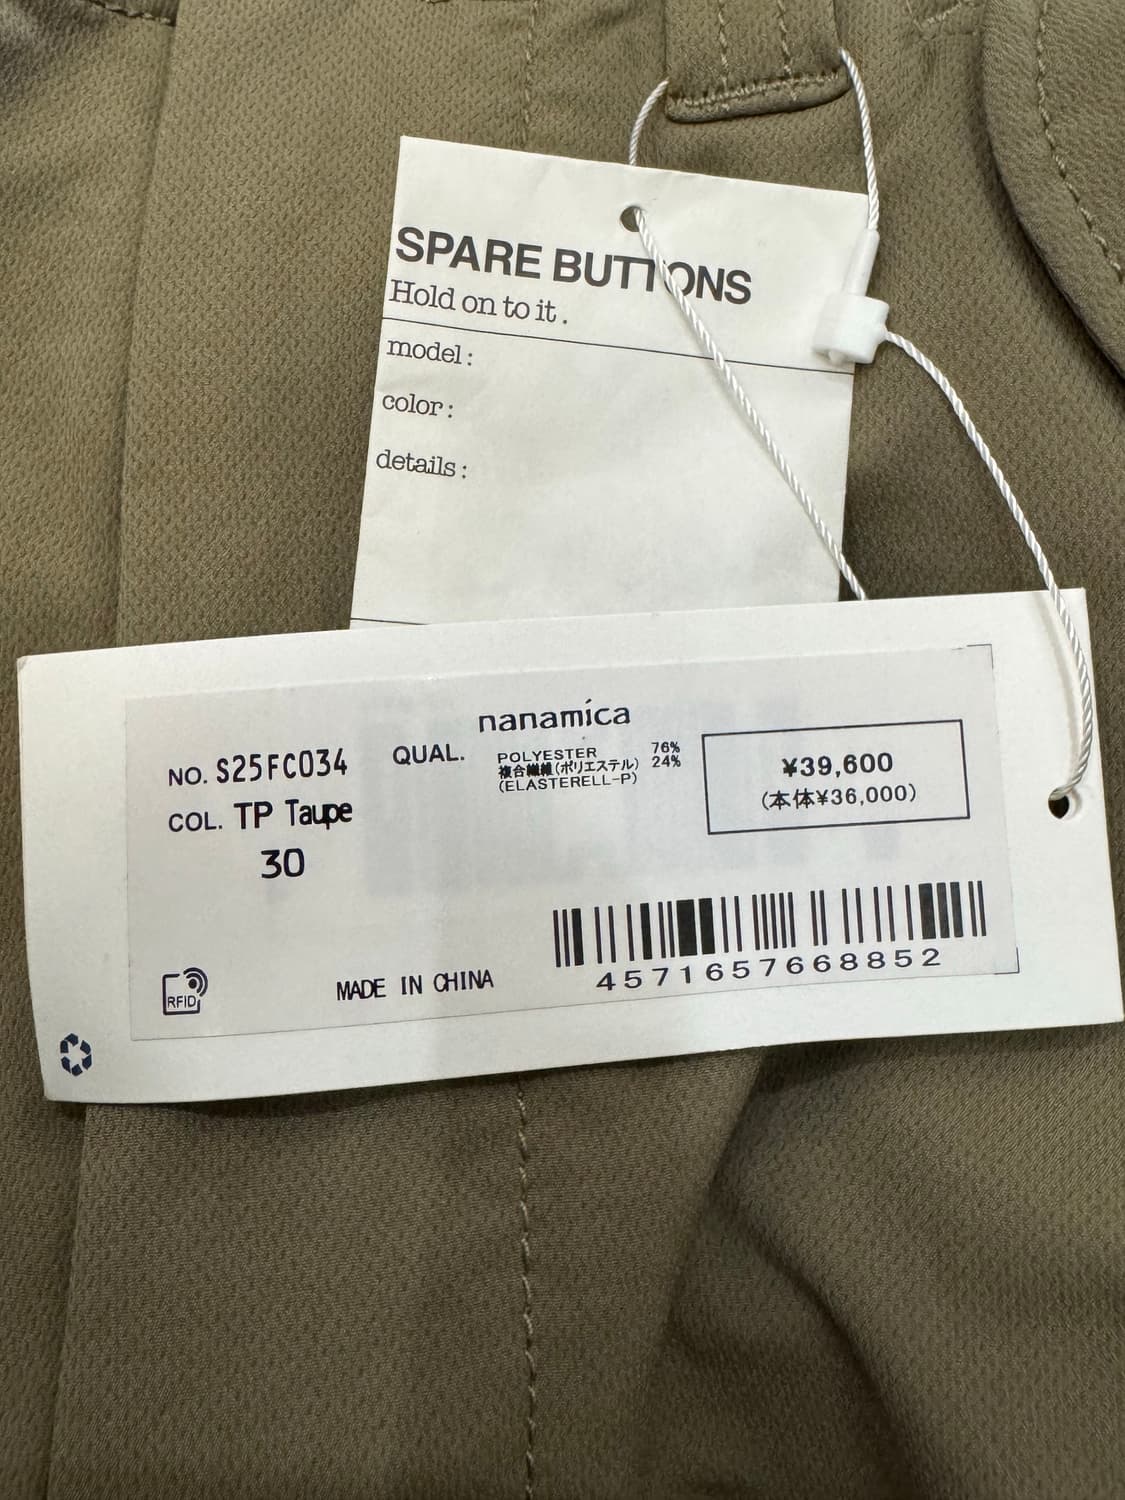 SPARE BUTTONS
Hold on to it.
model:
color:
details:
nanamica
NO. S25FC034
COL. TP Taupe
30
QUAL.
POLYESTER 76%
複合繊維(ポリエステル) 24%
(ELASTERELL-P)
¥39,600
(本体¥36,000)
RFID
MADE IN CHINA
4571657668852